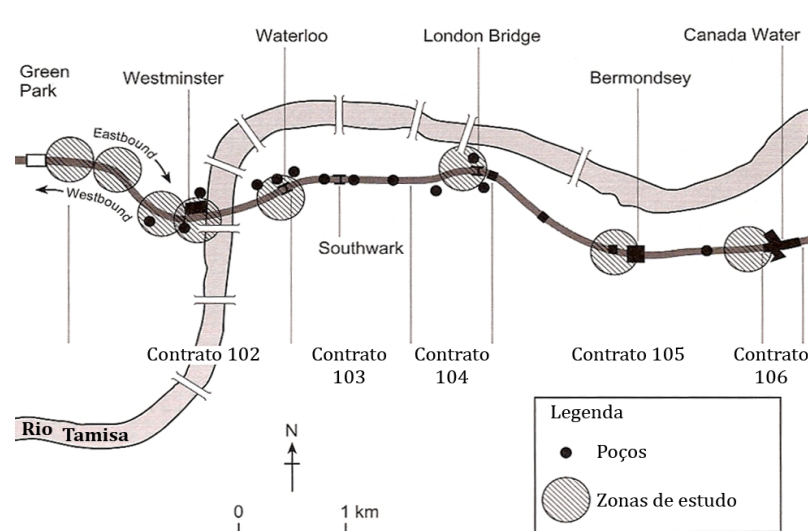 Waterloo
London Bridge
Canada Water
Green
Park
Westminster
Bermondsey
Eastbound
Westbound
Southwark
Contrato 102
Contrato
103
Contrato
104
Contrato 105
Contrato
106
Rio Tamisa
N
0
1 km
Legenda
Poços
Zonas de estudo